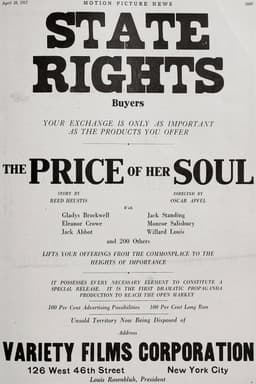 April 28, 1917 MOTION PICTURE NEWS
STATE
RIGHTS
Buyers
YOUR EXCHANGE IS ONLY AS IMPORTANT
AS THE PRODUCTS YOU OFFER
THE PRICE OF HER SOUL
STORY BY DIRECTED BY
REED HEUSTIS OSCAR APFEL
With
Gladys Brockwell Jack Standing
Eleanor Crowe Monroe Salisbury
Jack Abbot Willard Louis
and 200 Others
LIFTS YOUR OFFERINGS FROM THE COMMONPLACE TO THE
HEIGHTS OF IMPORTANCE
IT POSSESSES EVERY NECESSARY ELEMENT TO CONSTITUTE A
SPECIAL RELEASE. IT IS THE FIRST DRAMATIC PROPAGANDA
PRODUCTION TO REACH THE OPEN MARKET
100 Per Cent Advertising Possibilities 100 Per Cent Long Run
Unsold Territory Now Being Disposed of
Address
VARIETY FILMS CORPORATION
126 West 46th Street New York City
Louis Rosenbluh, President